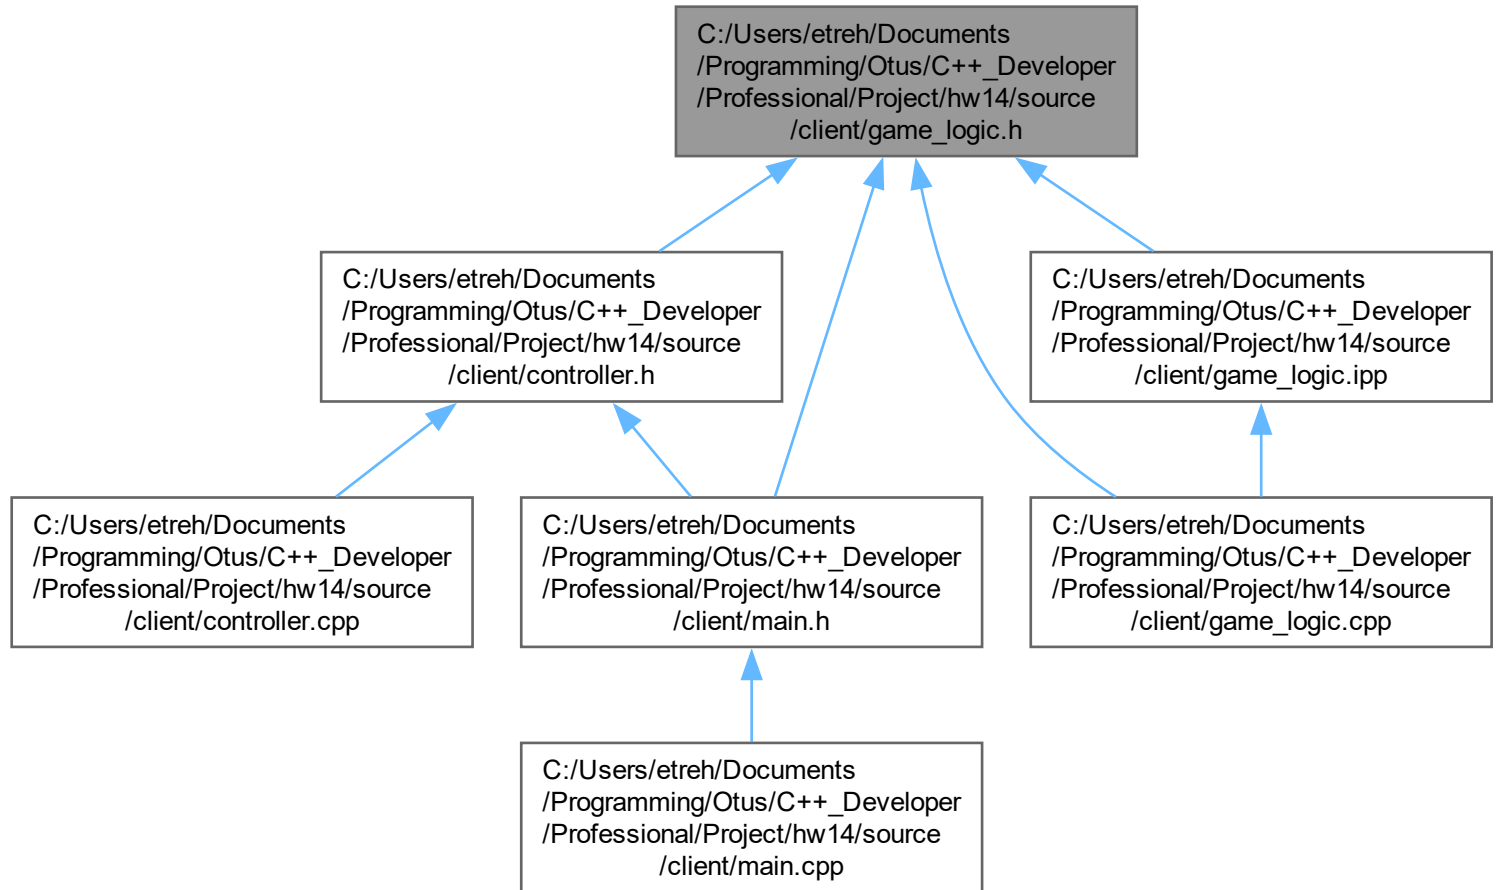 C:/Users/etreh/Documents
/Programming/Otus/C++_Developer
/Professional/Project/hw14/source
/client/game_logic.h
C:/Users/etreh/Documents
/Programming/Otus/C++_Developer
/Professional/Project/hw14/source
/client/controller.h
C:/Users/etreh/Documents
/Programming/Otus/C++_Developer
/Professional/Project/hw14/source
/client/game_logic.ipp
C:/Users/etreh/Documents
/Programming/Otus/C++_Developer
/Professional/Project/hw14/source
/client/controller.cpp
C:/Users/etreh/Documents
/Programming/Otus/C++_Developer
/Professional/Project/hw14/source
/client/main.h
C:/Users/etreh/Documents
/Programming/Otus/C++_Developer
/Professional/Project/hw14/source
/client/game_logic.cpp
C:/Users/etreh/Documents
/Programming/Otus/C++_Developer
/Professional/Project/hw14/source
/client/main.cpp